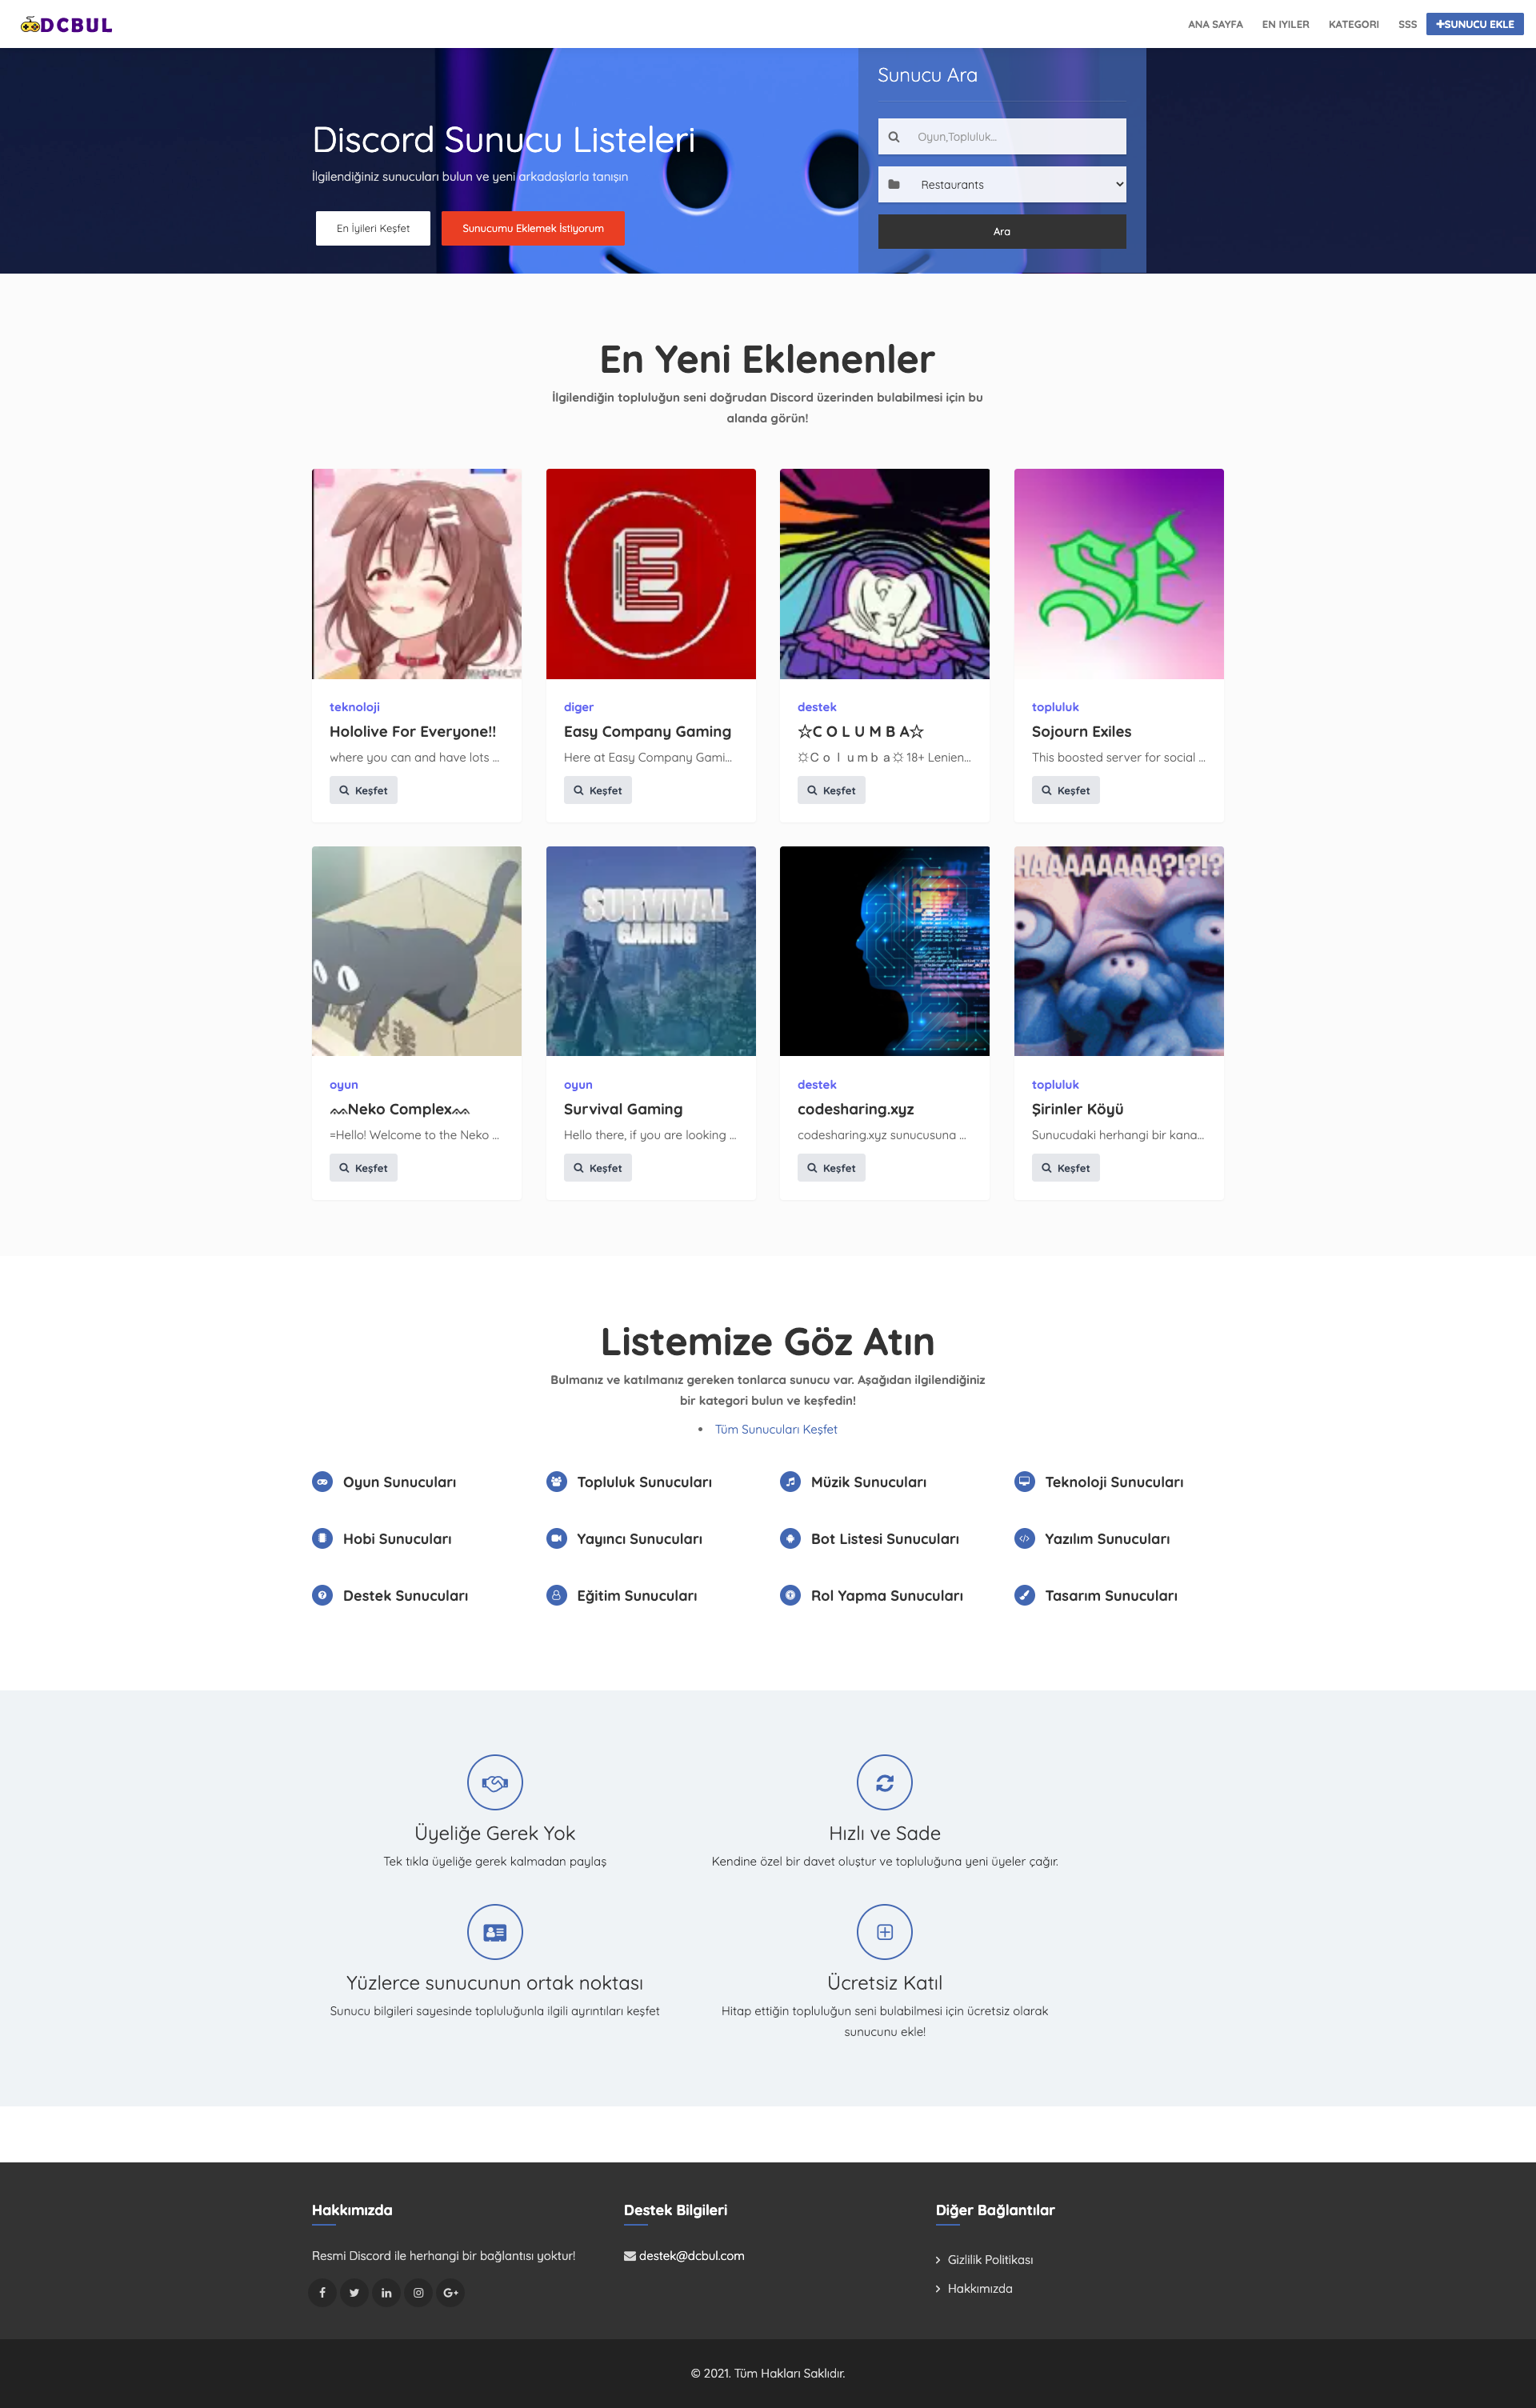 DCBUL
ANA SAYFA
EN IYILER
KATEGORI
SSS
SUNUCU EKLE
Discord Sunucu Listeleri
İlgilendiğiniz sunucuları bulun ve yeni arkadaşlarla tanışın
En İyileri Keşfet
Sunucumu Eklemek İstiyorum
Sunucu Ara
Oyun,Topluluk...
Restaurants
Ara
En Yeni Eklenenler
İlgilendiğin topluluğun seni doğrudan Discord üzerinden bulabilmesi için bu
alanda görün!
teknoloji
Hololive For Everyone!!
where you can and have lots ...
Keşfet
E
diger
Easy Company Gaming
Here at Easy Company Gami...
Keşfet
destek
☆C O L U M B A☆
☼C o l u m b a☼ 18+ Lenien...
Keşfet
SE
topluluk
Sojourn Exiles
This boosted server for social ...
Keşfet
oyun
ᨒNeko Complexᨒ
=Hello! Welcome to the Neko ...
Keşfet
SURVIVAL
GAMING
oyun
Survival Gaming
Hello there, if you are looking ...
Keşfet
destek
codesharing.xyz
codesharing.xyz sunucusuna ...
Keşfet
HAAAAAAAA?!?!?
topluluk
Şirinler Köyü
Sunucudaki herhangi bir kana...
Keşfet
Listemize Göz Atın
Bulmanız ve katılmanız gereken tonlarca sunucu var. Aşağıdan ilgilendiğiniz
bir kategori bulun ve keşfedin!
• Tüm Sunucuları Keşfet
Oyun Sunucuları
Topluluk Sunucuları
Müzik Sunucuları
Teknoloji Sunucuları
Hobi Sunucuları
Yayıncı Sunucuları
Bot Listesi Sunucuları
Yazılım Sunucuları
Destek Sunucuları
Eğitim Sunucuları
Rol Yapma Sunucuları
Tasarım Sunucuları
Üyeliğe Gerek Yok
Tek tıkla üyeliğe gerek kalmadan paylaş
Hızlı ve Sade
Kendine özel bir davet oluştur ve topluluğuna yeni üyeler çağır.
Yüzlerce sunucunun ortak noktası
Sunucu bilgileri sayesinde topluluğunla ilgili ayrıntıları keşfet
Ücretsiz Katıl
Hitap ettiğin topluluğun seni bulabilmesi için ücretsiz olarak
sunucunu ekle!
Hakkımızda
Resmi Discord ile herhangi bir bağlantısı yoktur!
Destek Bilgileri
destek@dcbul.com
Diğer Bağlantılar
Gizlilik Politikası
Hakkımızda
© 2021. Tüm Hakları Saklıdır.